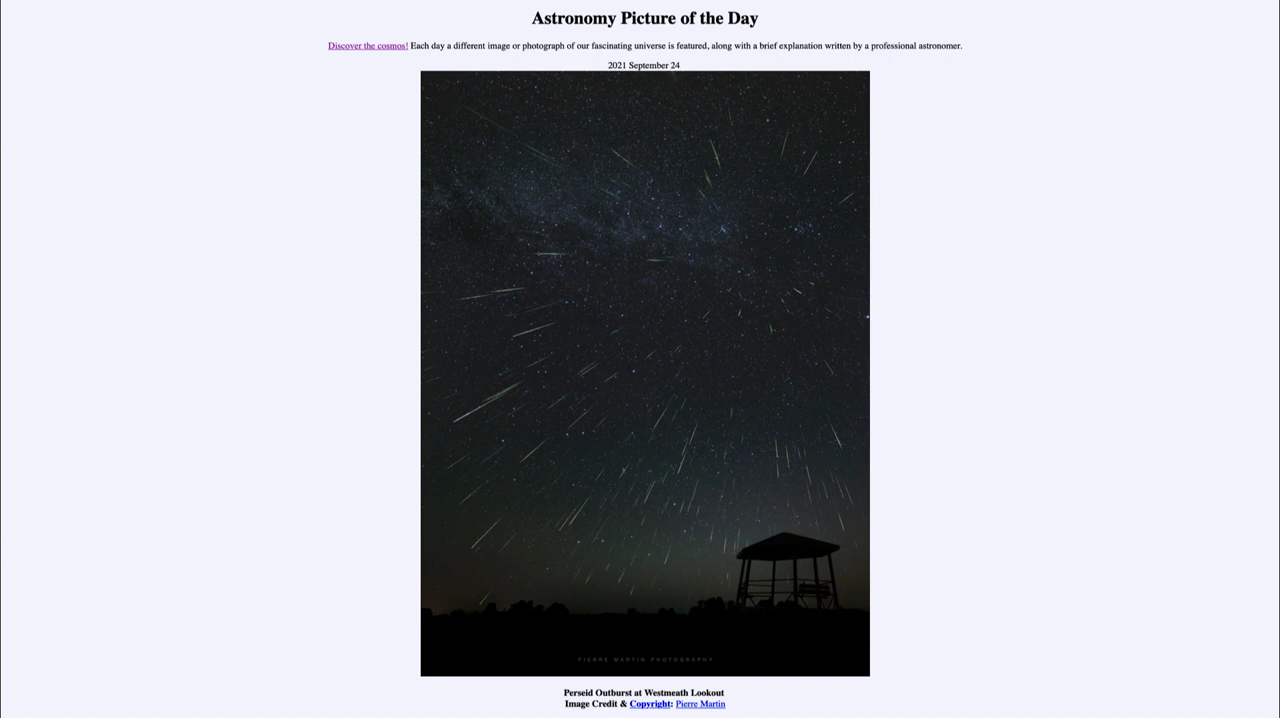 Astronomy Picture of the Day
Discover the cosmos! Each day a different image or photograph of our fascinating universe is featured, along with a brief explanation written by a professional astronomer.
2021 September 24
PIERRE MARTIN PHOTOGRAPHY
Perseid Outburst at Westmeath Lookout
Image Credit & Copyright: Pierre Martin